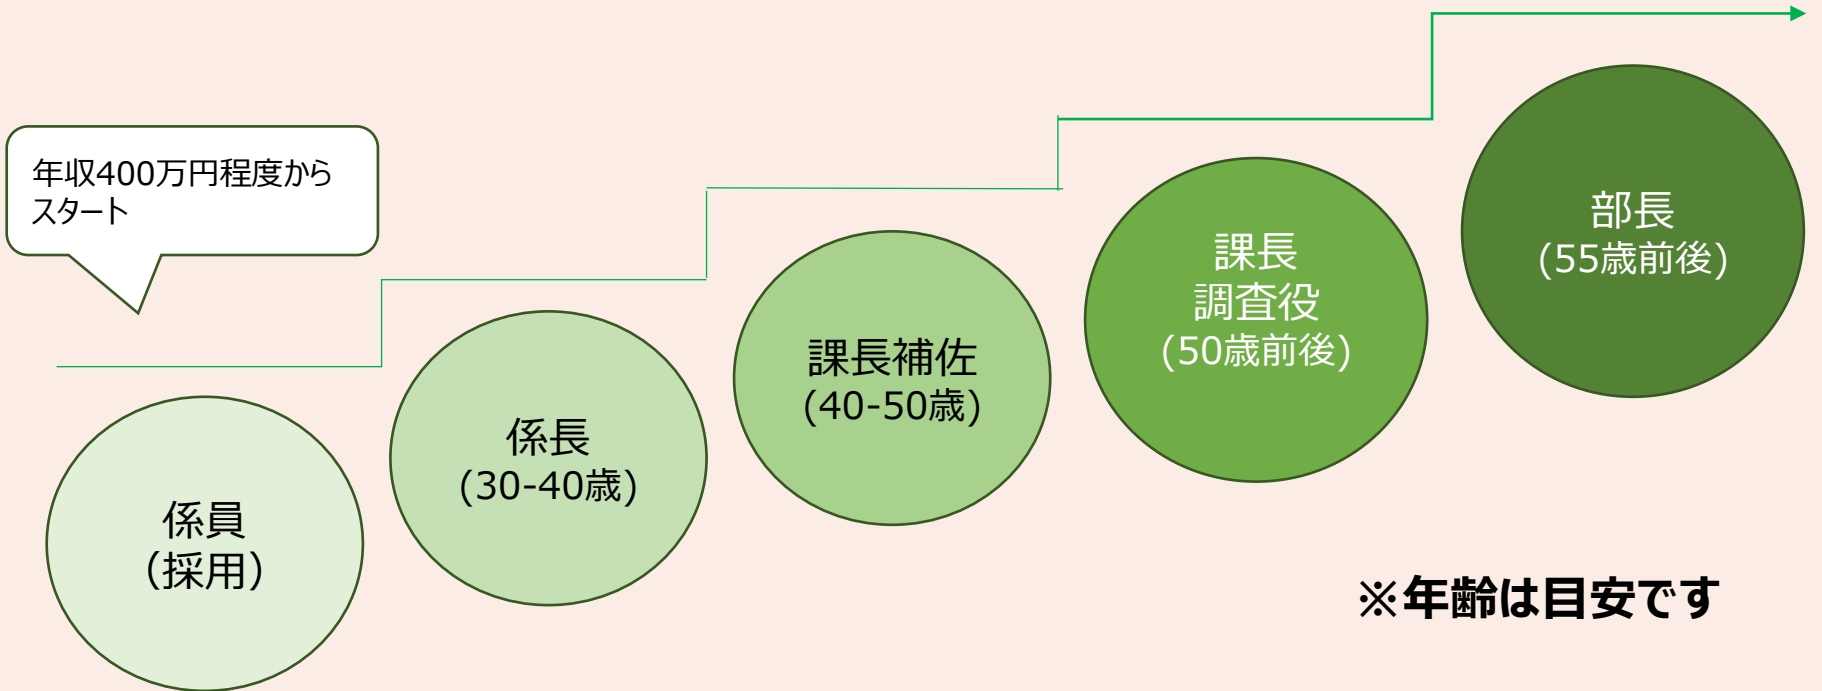 年収400万円程度から
スタート
係員
（採用）
係長
(30-40歳)
課長補佐
(40-50歳)
課長
調査役
(50歳前後)
部長
(55歳前後)
※年齢は目安です